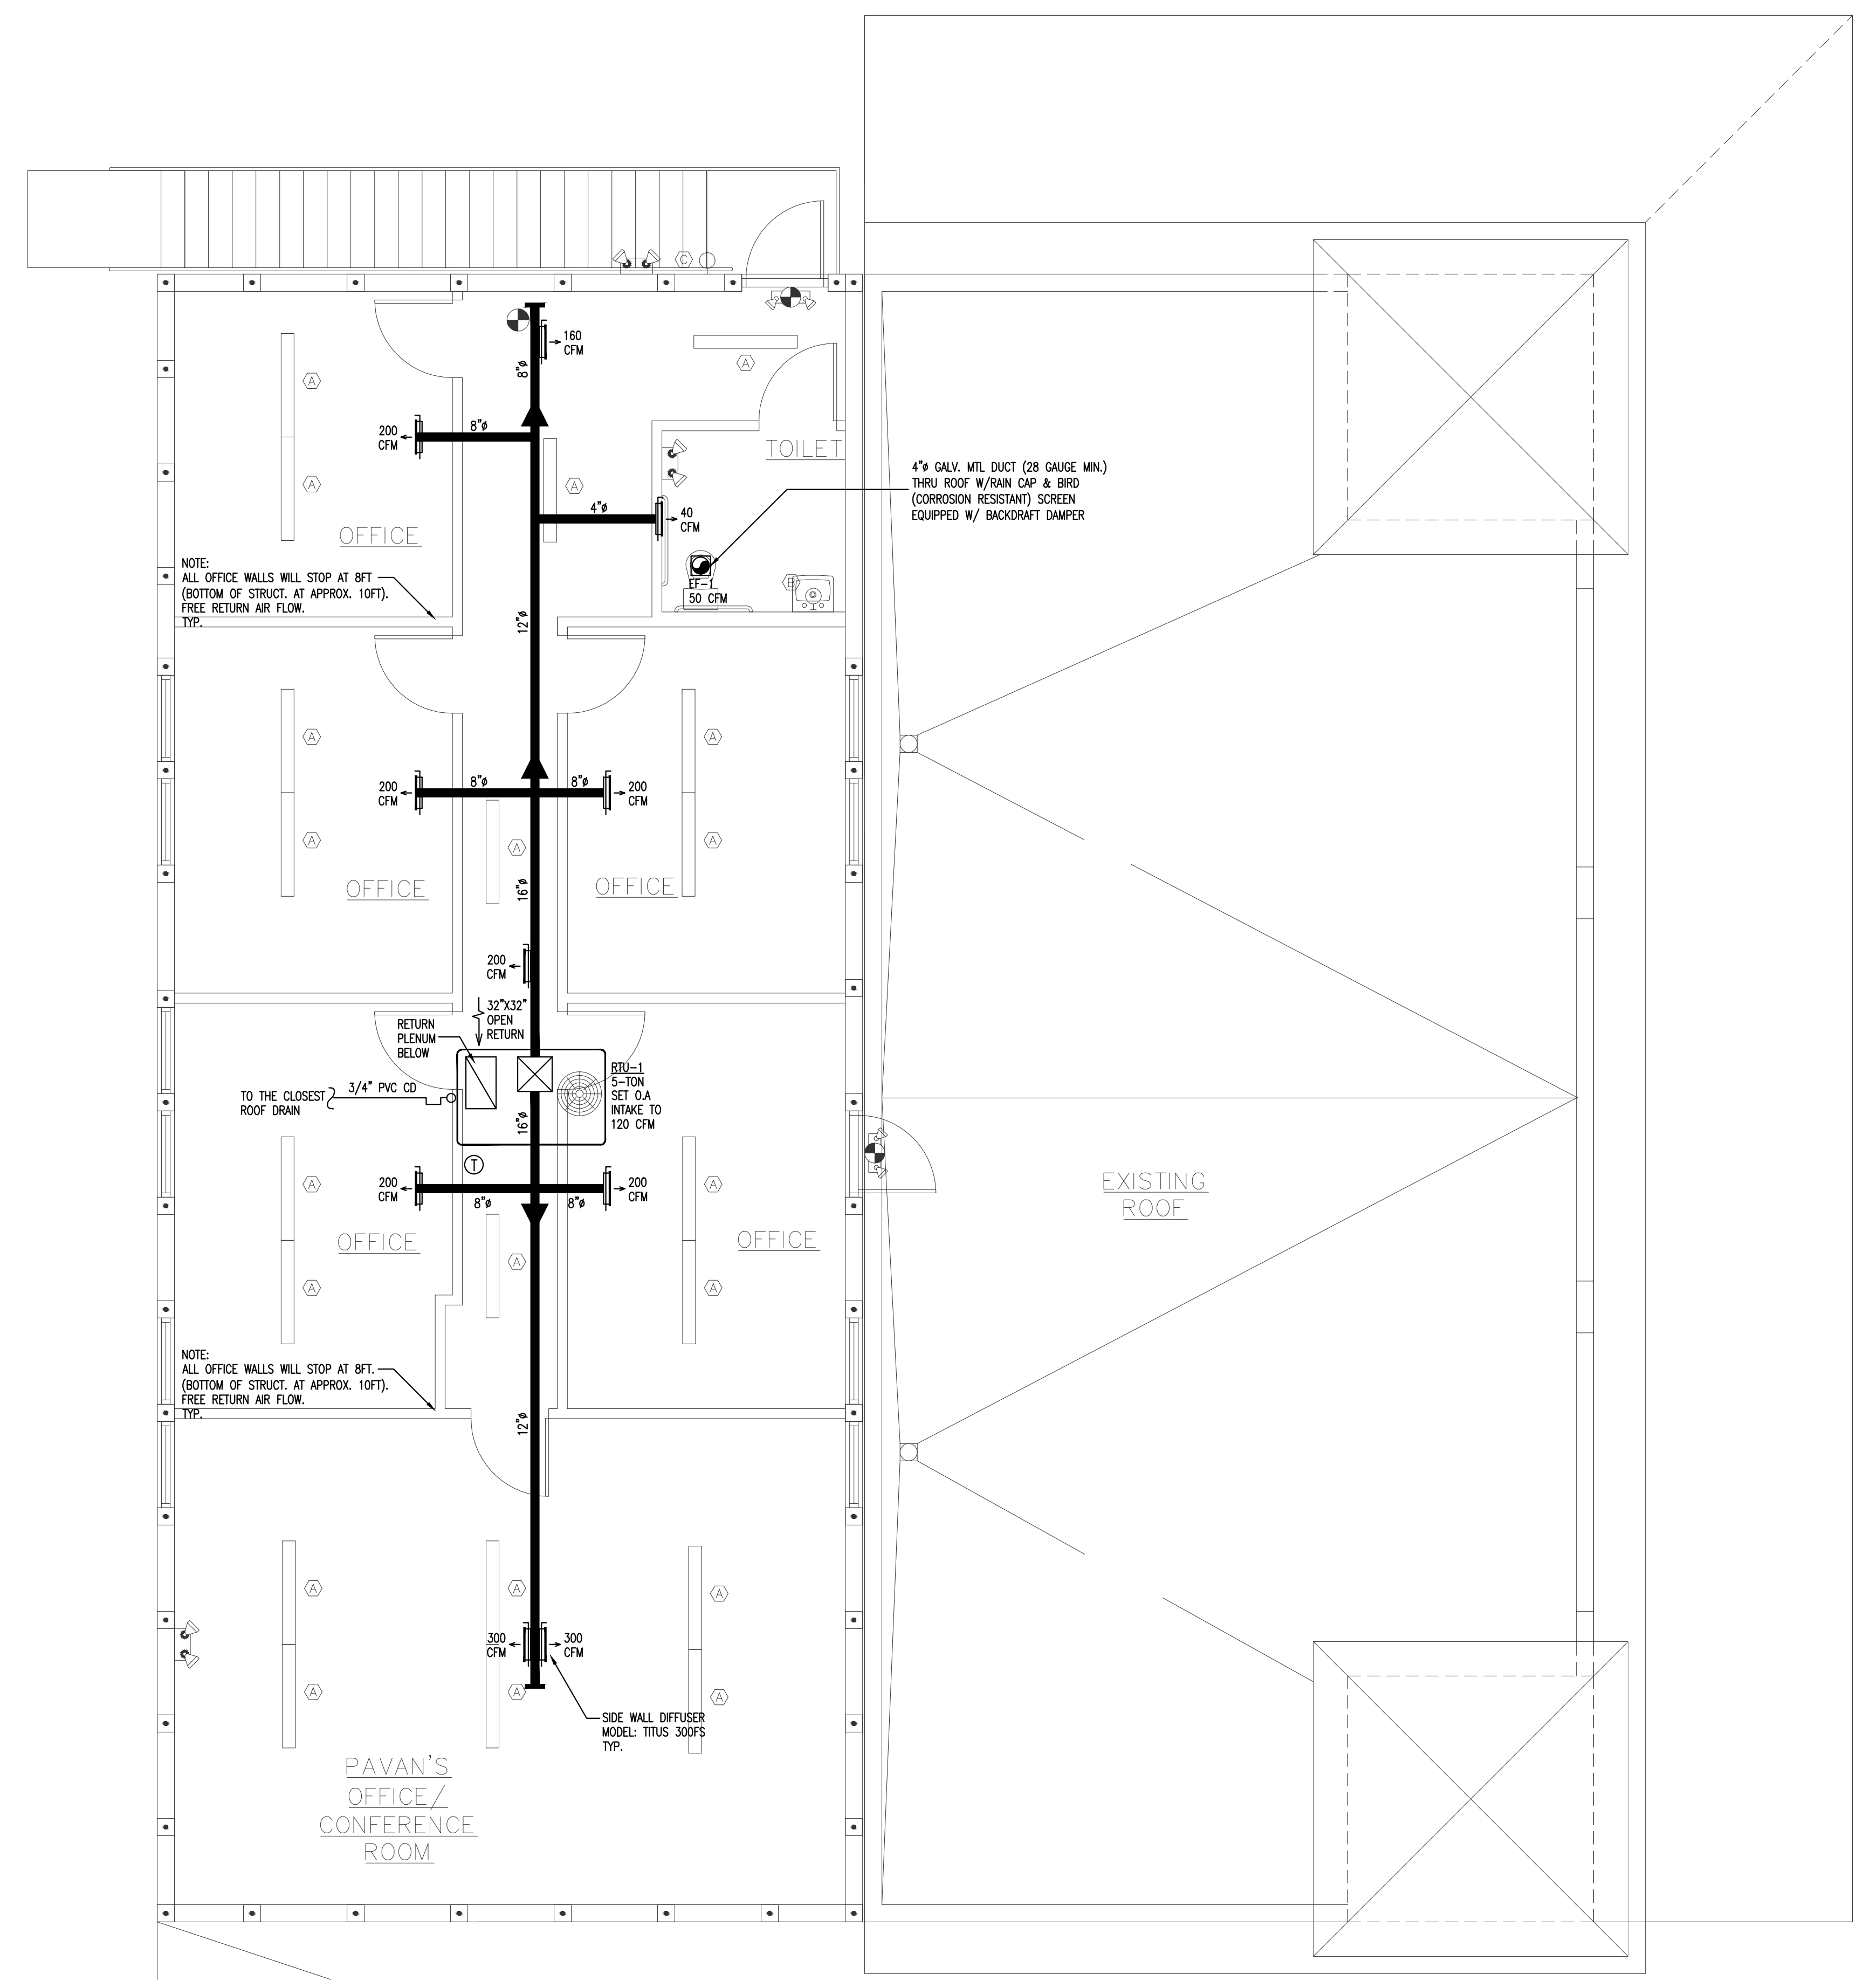 C
160
CFM
8"ø
A
A
200
CFM
8"ø
TOILET
4"ø GALV. MTL DUCT (28 GAUGE MIN.)
THRU ROOF W/RAIN CAP & BIRD
(CORROSION RESISTANT) SCREEN
EQUIPPED W/ BACKDRAFT DAMPER
A
A
4"ø
40
CFM
OFFICE
NOTE:
ALL OFFICE WALLS WILL STOP AT 8FT
(BOTTOM OF STRUCT. AT APPROX. 10FT).
FREE RETURN AIR FLOW.
TYP.
EF-1
50 CFM
B
12"ø
A
A
200
CFM
8"ø
8"ø
200
CFM
A
A
A
OFFICE
16"ø
OFFICE
200
CFM
32"X32"
OPEN
RETURN
RETURN
PLENUM
BELOW
TO THE CLOSEST
ROOF DRAIN
3/4" PVC CD
RTU-1
5-TON
SET O.A
INTAKE TO
120 CFM
16"ø
T
200
CFM
8"ø
8"ø
200
CFM
A
A
EXISTING
ROOF
OFFICE
A
OFFICE
A
A
NOTE:
ALL OFFICE WALLS WILL STOP AT 8FT.
(BOTTOM OF STRUCT. AT APPROX. 10FT).
FREE RETURN AIR FLOW.
TYP.
12"ø
A
A
A
300
CFM
300
CFM
A
A
A
SIDE WALL DIFFUSER
MODEL: TITUS 300FS
TYP.
PAVAN'S
OFFICE/
CONFERENCE
ROOM